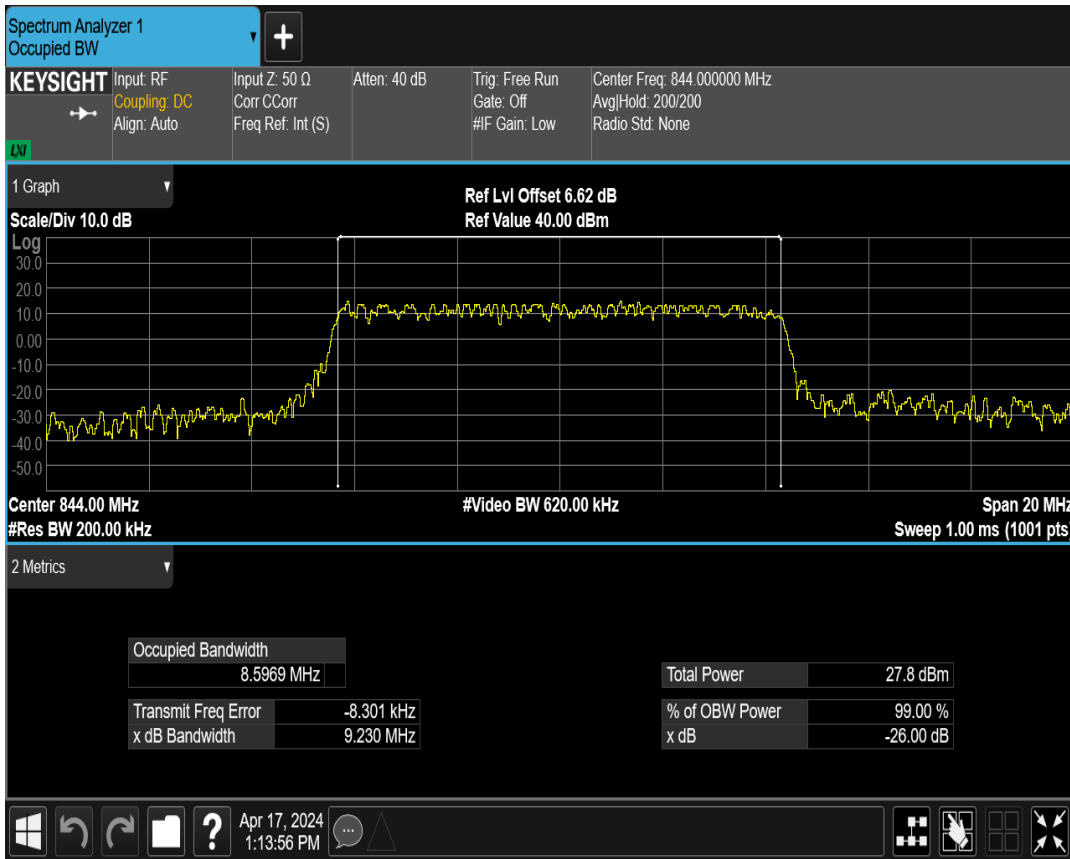 Spectrum Analyzer 1
Occupied BW
KEYSIGHT
LXI
Input: RF
Coupling: DC
Align: Auto
Input Z: 50 Ω
Corr CCorr
Freq Ref: Int (S)
Atten: 40 dB
Trig: Free Run
Gate: Off
#IF Gain: Low
Center Freq: 844.000000 MHz
Avg|Hold: 200/200
Radio Std: None
1 Graph
Scale/Div 10.0 dB
Ref Lvl Offset 6.62 dB
Ref Value 40.00 dBm
Log
30.0
20.0
10.0
0.00
-10.0
-20.0
-30.0
-40.0
-50.0
Center 844.00 MHz
#Video BW 620.00 kHz
Span 20 MHz
#Res BW 200.00 kHz
Sweep 1.00 ms (1001 pts)
2 Metrics
Occupied Bandwidth
8.5969 MHz
Total Power 27.8 dBm
Transmit Freq Error -8.301 kHz
% of OBW Power 99.00 %
x dB Bandwidth 9.230 MHz
x dB -26.00 dB
Apr 17, 2024
1:13:56 PM